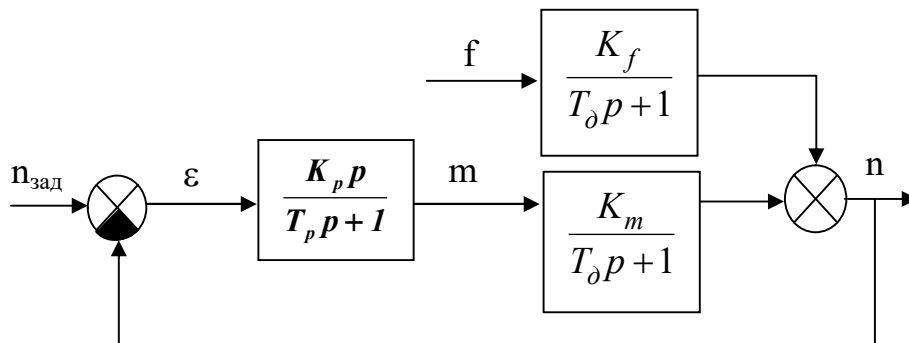 f
K_f
T_∂ p + 1
n_зад
ε
K_p p
T_p p + 1
m
K_m
T_∂ p + 1
n